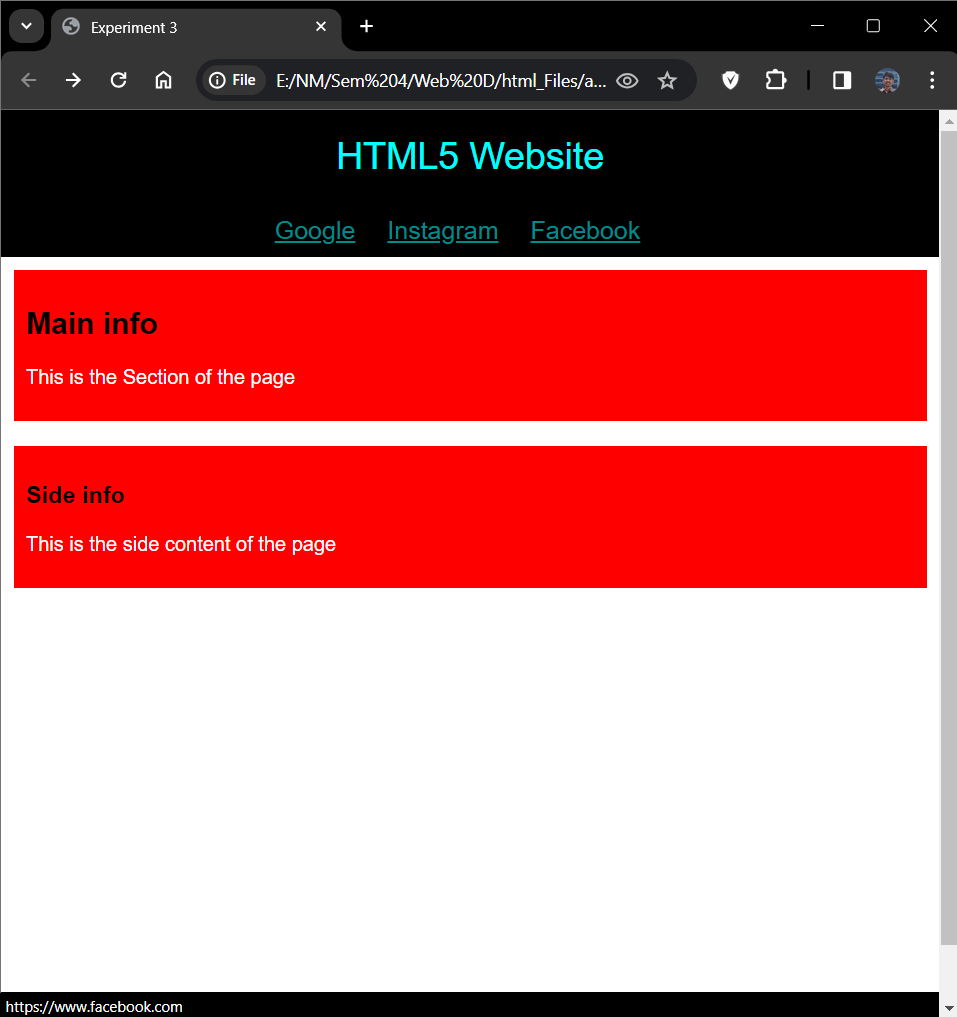 Experiment 3
File E:/NM/Sem%204/Web%20D/html_Files/a...
HTML5 Website
Google Instagram Facebook
Main info
This is the Section of the page
Side info
This is the side content of the page
https://www.facebook.com